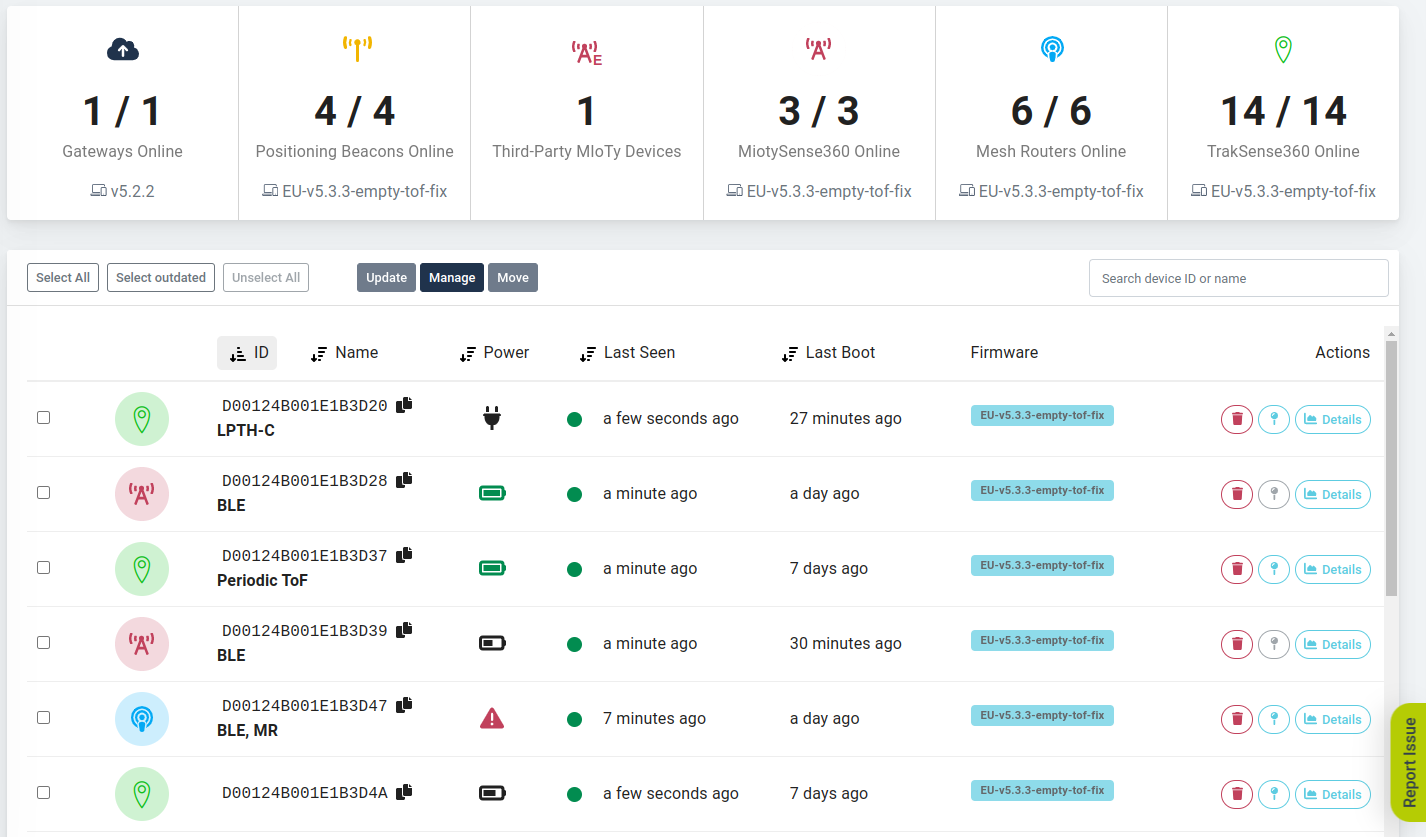 1 / 1
Gateways Online
v5.2.2
4 / 4
Positioning Beacons Online
EU-v5.3.3-empty-tof-fix
E
1
Third-Party MIoTy Devices
3 / 3
MiotySense360 Online
EU-v5.3.3-empty-tof-fix
6 / 6
Mesh Routers Online
EU-v5.3.3-empty-tof-fix
14 / 14
TrakSense360 Online
EU-v5.3.3-empty-tof-fix
Select All Select outdated Unselect All Update Manage Move Search device ID or name
ID Name Power Last Seen Last Boot Firmware Actions
D00124B001E1B3D20 a few seconds ago 27 minutes ago EU-v5.3.3-empty-tof-fix Details
LPTH-C
D00124B001E1B3D28 a minute ago a day ago EU-v5.3.3-empty-tof-fix Details
BLE
D00124B001E1B3D37 a minute ago 7 days ago EU-v5.3.3-empty-tof-fix Details
Periodic ToF
D00124B001E1B3D39 a minute ago 30 minutes ago EU-v5.3.3-empty-tof-fix Details
BLE
D00124B001E1B3D47 7 minutes ago a day ago EU-v5.3.3-empty-tof-fix Details
BLE, MR
D00124B001E1B3D4A a few seconds ago 7 days ago EU-v5.3.3-empty-tof-fix Details
Report Issue